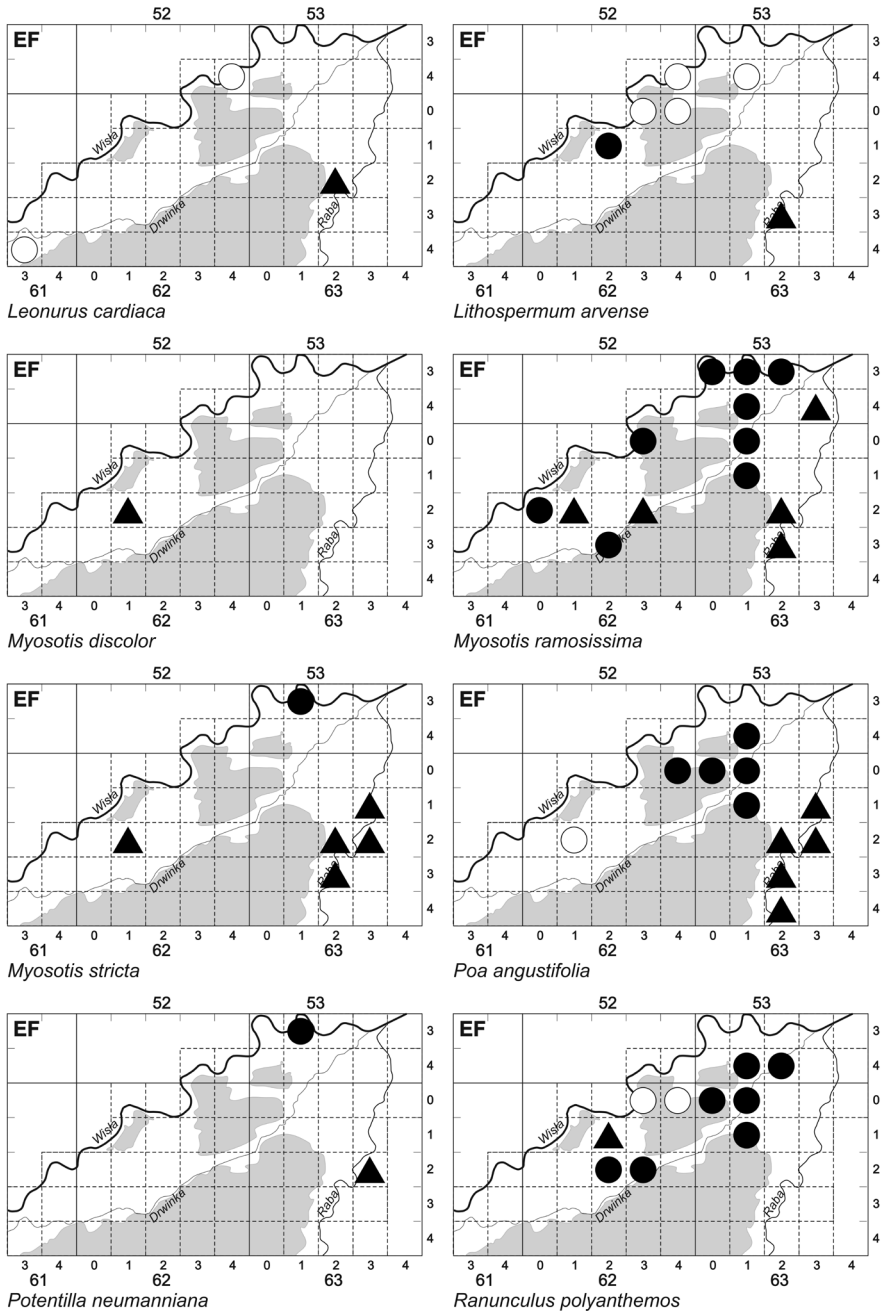 52 53
EF
3
4
0
Wisła
1
2
Drwinka
Raba
3
4
3 4 0 1 2 3 4 0 1 2 3 4
61 62 63
Leonurus cardiaca
52 53
EF
3
4
0
Wisła
1
2
Drwinka
Raba
3
4
3 4 0 1 2 3 4 0 1 2 3 4
61 62 63
Lithospermum arvense
52 53
EF
3
4
0
Wisła
1
2
Drwinka
Raba
3
4
3 4 0 1 2 3 4 0 1 2 3 4
61 62 63
Myosotis discolor
52 53
EF
3
4
0
Wisła
1
2
Drwinka
Raba
3
4
3 4 0 1 2 3 4 0 1 2 3 4
61 62 63
Myosotis ramosissima
52 53
EF
3
4
0
Wisła
1
2
Drwinka
Raba
3
4
3 4 0 1 2 3 4 0 1 2 3 4
61 62 63
Myosotis stricta
52 53
EF
3
4
0
Wisła
1
2
Drwinka
Raba
3
4
3 4 0 1 2 3 4 0 1 2 3 4
61 62 63
Poa angustifolia
52 53
EF
3
4
0
Wisła
1
2
Drwinka
Raba
3
4
3 4 0 1 2 3 4 0 1 2 3 4
61 62 63
Potentilla neumanniana
52 53
EF
3
4
0
Wisła
1
2
Drwinka
Raba
3
4
3 4 0 1 2 3 4 0 1 2 3 4
61 62 63
Ranunculus polyanthemos